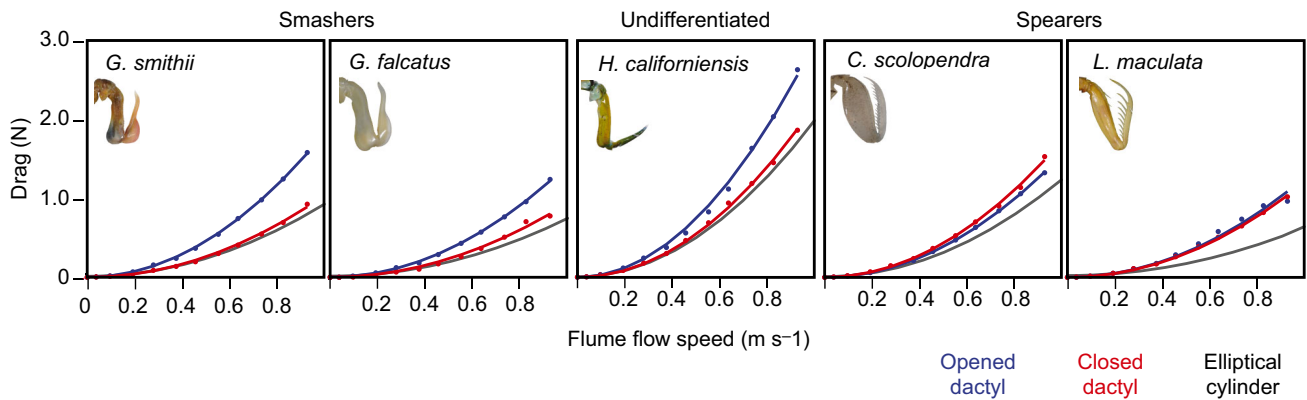 Smashers
Undifferentiated
Spearers
G. smithii
G. falcatus
H. californiensis
C. scolopendra
L. maculata
Drag (N)
3.0
2.0
1.0
0
0 0.2 0.4 0.6 0.8
0.2 0.4 0.6 0.8
0.2 0.4 0.6 0.8
0.2 0.4 0.6 0.8
0.2 0.4 0.6 0.8
Flume flow speed (m s–1)
Opened
dactyl
Closed
dactyl
Elliptical
cylinder